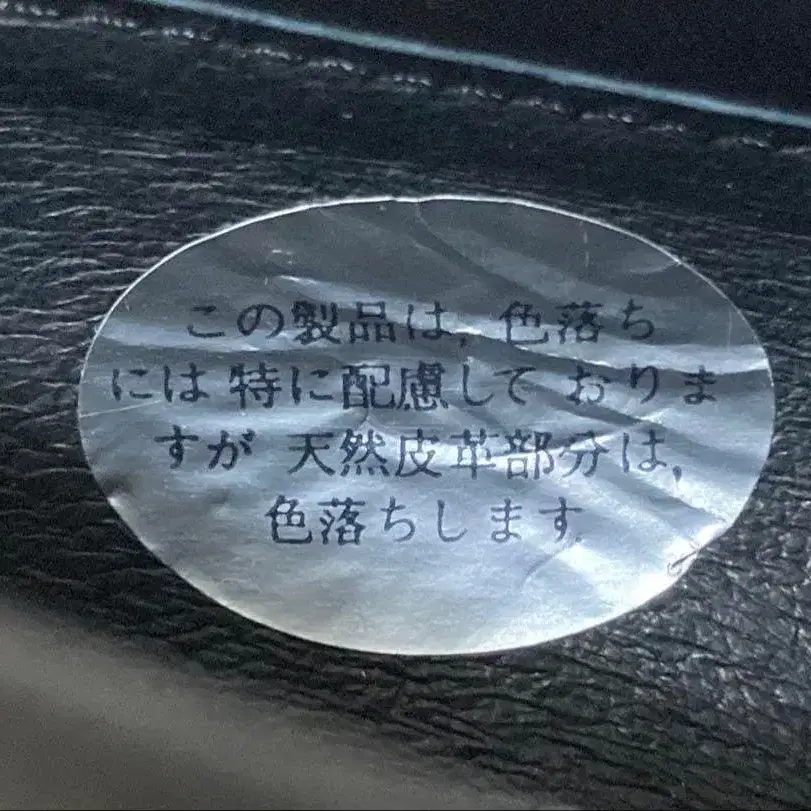 この製品は,色落ち
には特に配慮しておりま
すが 天然皮革部分は,
色落ちします.